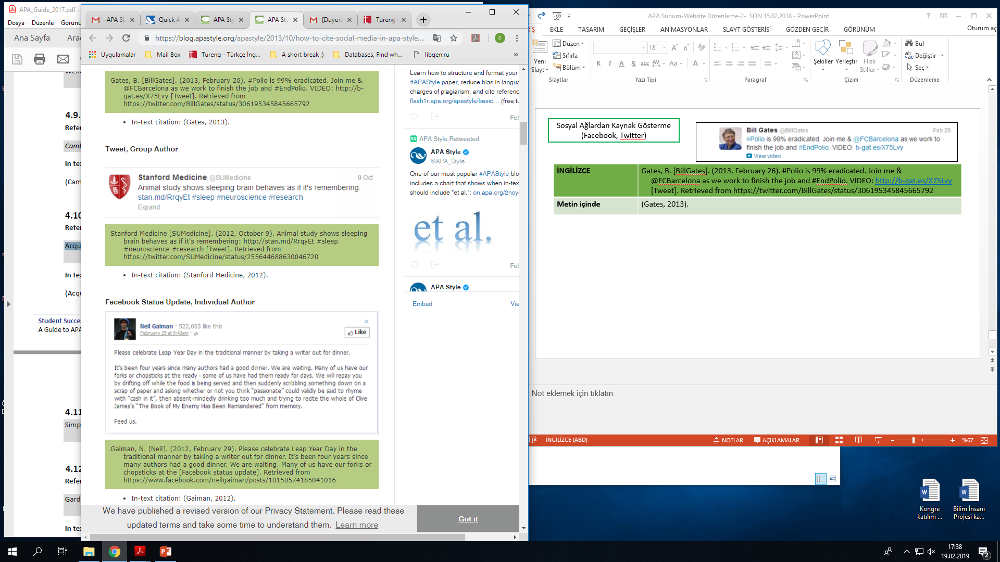 APA_Guide_2017.pdf -
Dosya Düzenle
Ana Sayfa
4.9.
Refer
In tex
(Cam
4.10
Refer
Acqu
In tex
(Acqu
Student Succe
A Guide to APA
4.11
Simp
4.12
Refer
Gard
In tex
-APA SL
Quick A
APA Sty
APA Sty
[Duyuru
Tureng
https://blog.apastyle.org/apastyle/2013/10/how-to-cite-social-media-in-apa-style....
Uygulamalar
Mail Box
Tureng - Türkçe İng...
A short break ;)
Databases, Find wh...
libgen.ru
Gates, B. [BillGates]. (2013, February 26). #Polio is 99% eradicated. Join me &
@FCBarcelona as we work to finish the job and #EndPolio. VIDEO: http://b-
gat.es/X75Lvy [Tweet]. Retrieved from
https://twitter.com/BillGates/status/306195345845665792
• In-text citation: (Gates, 2013).
Tweet, Group Author
Stanford Medicine @SUMedicine 9 Oct
Animal study shows sleeping brain behaves as if it's remembering:
stan.md/RrqyEt #sleep #neuroscience #research
Expand
Stanford Medicine [SUMedicine]. (2012, October 9). Animal study shows sleeping
brain behaves as if it's remembering: http://stan.md/RrqyEt #sleep
#neuroscience #research [Tweet]. Retrieved from
https://twitter.com/SUMedicine/status/255644688630046720
• In-text citation: (Stanford Medicine, 2012).
Facebook Status Update, Individual Author
Neil Gaiman · 522,003 like this
February 29 at 9:43am ·
Like
Please celebrate Leap Year Day in the traditional manner by taking a writer out for dinner.
It's been four years since many authors had a good dinner. We are waiting. Many of us have our
forks or chopsticks at the ready - some of us have had them ready for days. We will repay you
by drifting off while the food is being served and then suddenly scribbling something down on a
scrap of paper and asking whether or not you think "passionate" could validly be said to rhyme
with "cash in it", then absent-mindedly drinking too much and trying to recite the whole of Clive
James's "The Book of My Enemy Has Been Remaindered" from memory.
Feed us.
Gaiman, N. [Neil]. (2012, February 29). Please celebrate Leap Year Day in the
traditional manner by taking a writer out for dinner. It's been four years since
many authors had a good dinner. We are waiting. Many of us have our forks or
chopsticks at the [Facebook status update]. Retrieved from
https://www.facebook.com/neilgaiman/posts/10150574185041016
• In-text citation: (Gaiman, 2012).
We have published a revised version of our Privacy Statement. Please read these
updated terms and take some time to understand them. Learn more
Got it
Learn how to structure and format your
#APAStyle paper, reduce bias in langua
charges of plagiarism, and cite referenc
flash1r.apa.org/apastyle/basic… (free tu
Feb
APA Style Retweeted
APA Style
@APA_Style
One of our most popular #APAStyle blo
includes a chart that shows when in-tex
should include "et al.": on.apa.org/2noye
et al.
Feb
APA Style
Embed
Vie
APA Sunum-Website Düzenleme-2- SON 15.02.2018 - PowerPoint
EKLE TASARIM GEÇİŞLER ANİMASYONLAR SLAYT GÖSTERİSİ GÖZDEN GEÇİR GÖRÜNÜM
Oturum aç
Yeni
Slayt
Düzen
Sıfırla
Bölüm
Slaytlar
18
K T A S abc AV Aa A
Yazı Tipi
Paragraf
Şekiller
Yerleştir
Hızlı
Stiller
Çizim
Bul
Değiştir
Seç
Düzenleme
Sosyal Ağlardan Kaynak Gösterme
(Facebook, Twitter)
Bill Gates @BillGates Feb 26
#Polio is 99% eradicated. Join me & @FCBarcelona as we work to
finish the job and #EndPolio. VIDEO: b-gat.es/X75Lvy
View video
İNGİLİZCE
Gates, B. [BillGates]. (2013, February 26). #Polio is 99% eradicated. Join me &
@FCBarcelona as we work to finish the job and #EndPolio. VIDEO: http://b-gat.es/X75Lvy
[Tweet]. Retrieved from https://twitter.com/BillGates/status/306195345845665792
Metin içinde
(Gates, 2013).
Not eklemek için tıklatın
İNGİLİZCE (ABD)
NOTLAR
AÇIKLAMALAR
%67
Kongre
katılım ...
Bilim İnsanı
Projesi ka...
17:38
19.02.2019
2